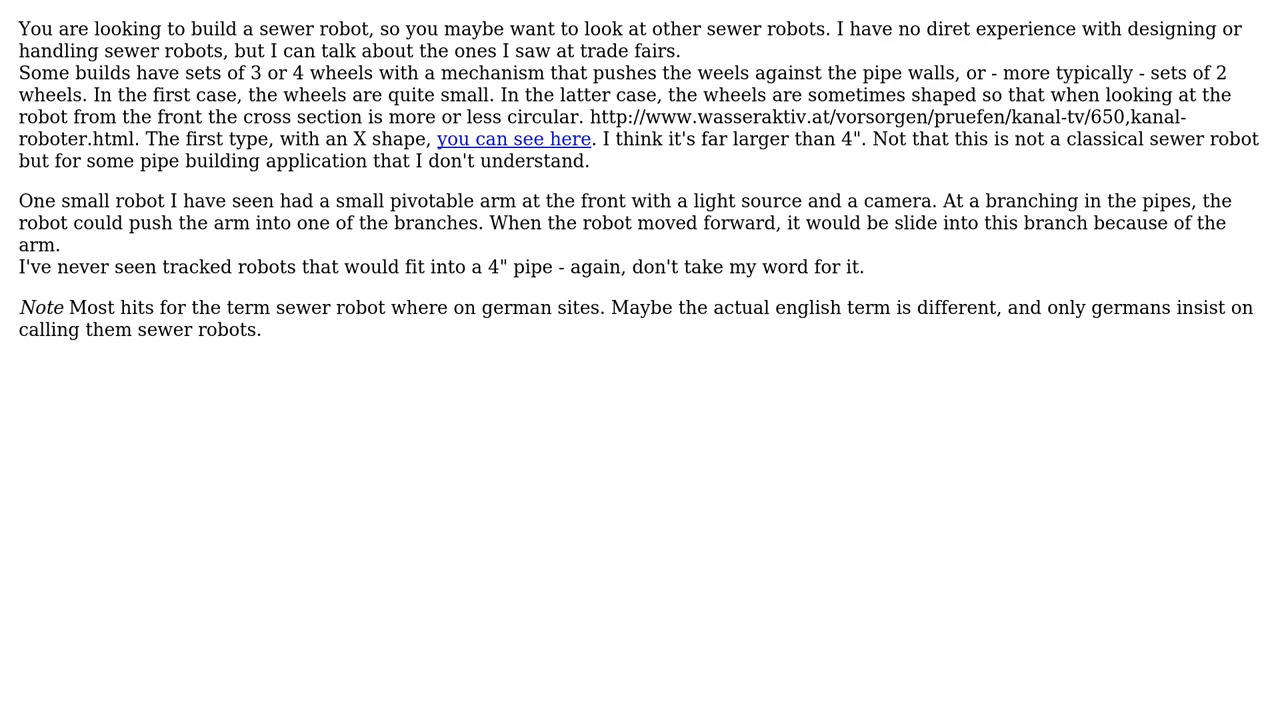 You are looking to build a sewer robot, so you maybe want to look at other sewer robots. I have no diret experience with designing or
handling sewer robots, but I can talk about the ones I saw at trade fairs.
Some builds have sets of 3 or 4 wheels with a mechanism that pushes the weels against the pipe walls, or - more typically - sets of 2
wheels. In the first case, the wheels are quite small. In the latter case, the wheels are sometimes shaped so that when looking at the
robot from the front the cross section is more or less circular. http://www.wasseraktiv.at/vorsorgen/pruefen/kanal-tv/650,kanal-
roboter.html. The first type, with an X shape, you can see here. I think it's far larger than 4". Not that this is not a classical sewer robot
but for some pipe building application that I don't understand.
One small robot I have seen had a small pivotable arm at the front with a light source and a camera. At a branching in the pipes, the
robot could push the arm into one of the branches. When the robot moved forward, it would be slide into this branch because of the
arm.
I've never seen tracked robots that would fit into a 4" pipe - again, don't take my word for it.
Note Most hits for the term sewer robot where on german sites. Maybe the actual english term is different, and only germans insist on
calling them sewer robots.